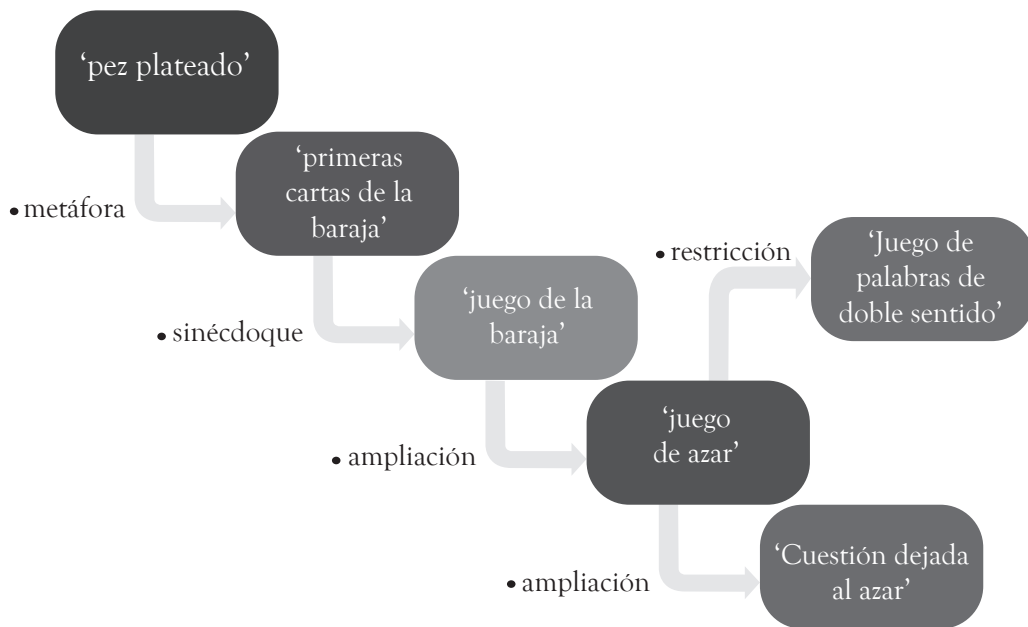 ‘pez plateado’
• metáfora
‘primeras
cartas de la
baraja’
• sinécdoque
‘juego de la
baraja’
• ampliación
‘juego
de azar’
• restricción
‘Juego de
palabras de
doble sentido’
• ampliación
‘Cuestión dejada
al azar’